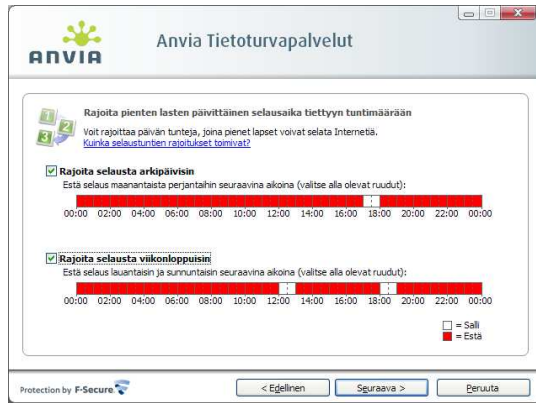 ANVIA
Anvia Tietoturvapalvelut
1 2 3
Rajoita pienten lasten päivittäinen selausaika tiettyyn tuntimäärään
Voit rajoittaa päivän tunteja, joina pienet lapset voivat selata Internetiä.
Kuinka selaustuntien rajoitukset toimivat?
Rajoita selausta arkipäivisin
Estä selaus maanantaista perjantaihin seuraavina aikoina (valitse alla olevat ruudut):
00:00 02:00 04:00 06:00 08:00 10:00 12:00 14:00 16:00 18:00 20:00 22:00 00:00
Rajoita selausta viikonloppuisin
Estä selaus lauantaisin ja sunnuntaisin seuraavina aikoina (valitse alla olevat ruudut):
00:00 02:00 04:00 06:00 08:00 10:00 12:00 14:00 16:00 18:00 20:00 22:00 00:00
= Salli
= Estä
Protection by F-Secure
< Edellinen
Seuraava >
Peruuta